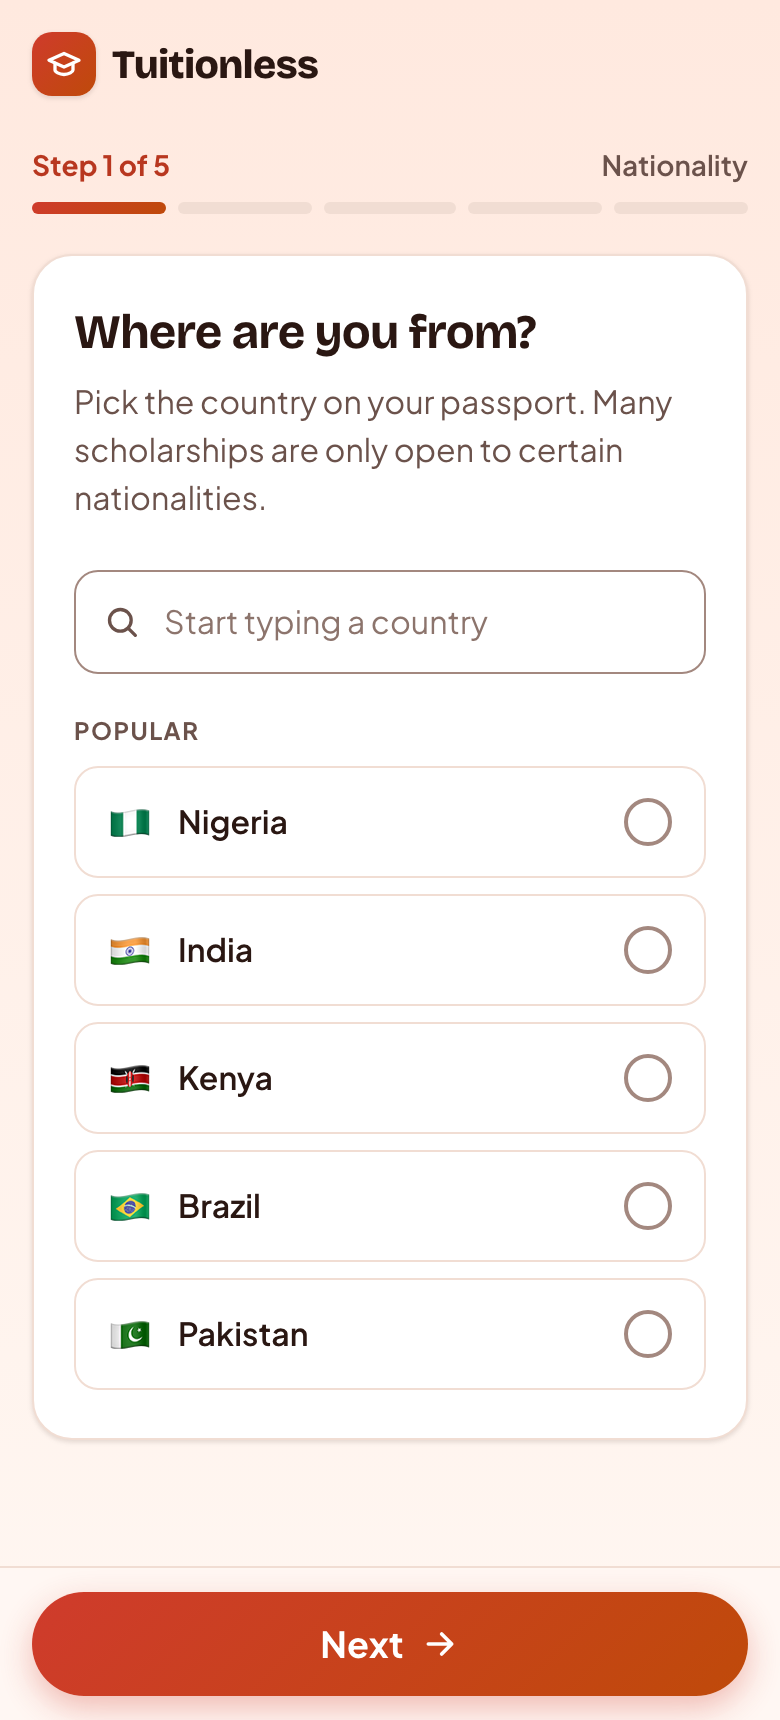 Tuitionless
Step 1 of 5
Nationality
Where are you from?
Pick the country on your passport. Many
scholarships are only open to certain
nationalities.
Start typing a country
POPULAR
Nigeria
India
Kenya
Brazil
Pakistan
Next →